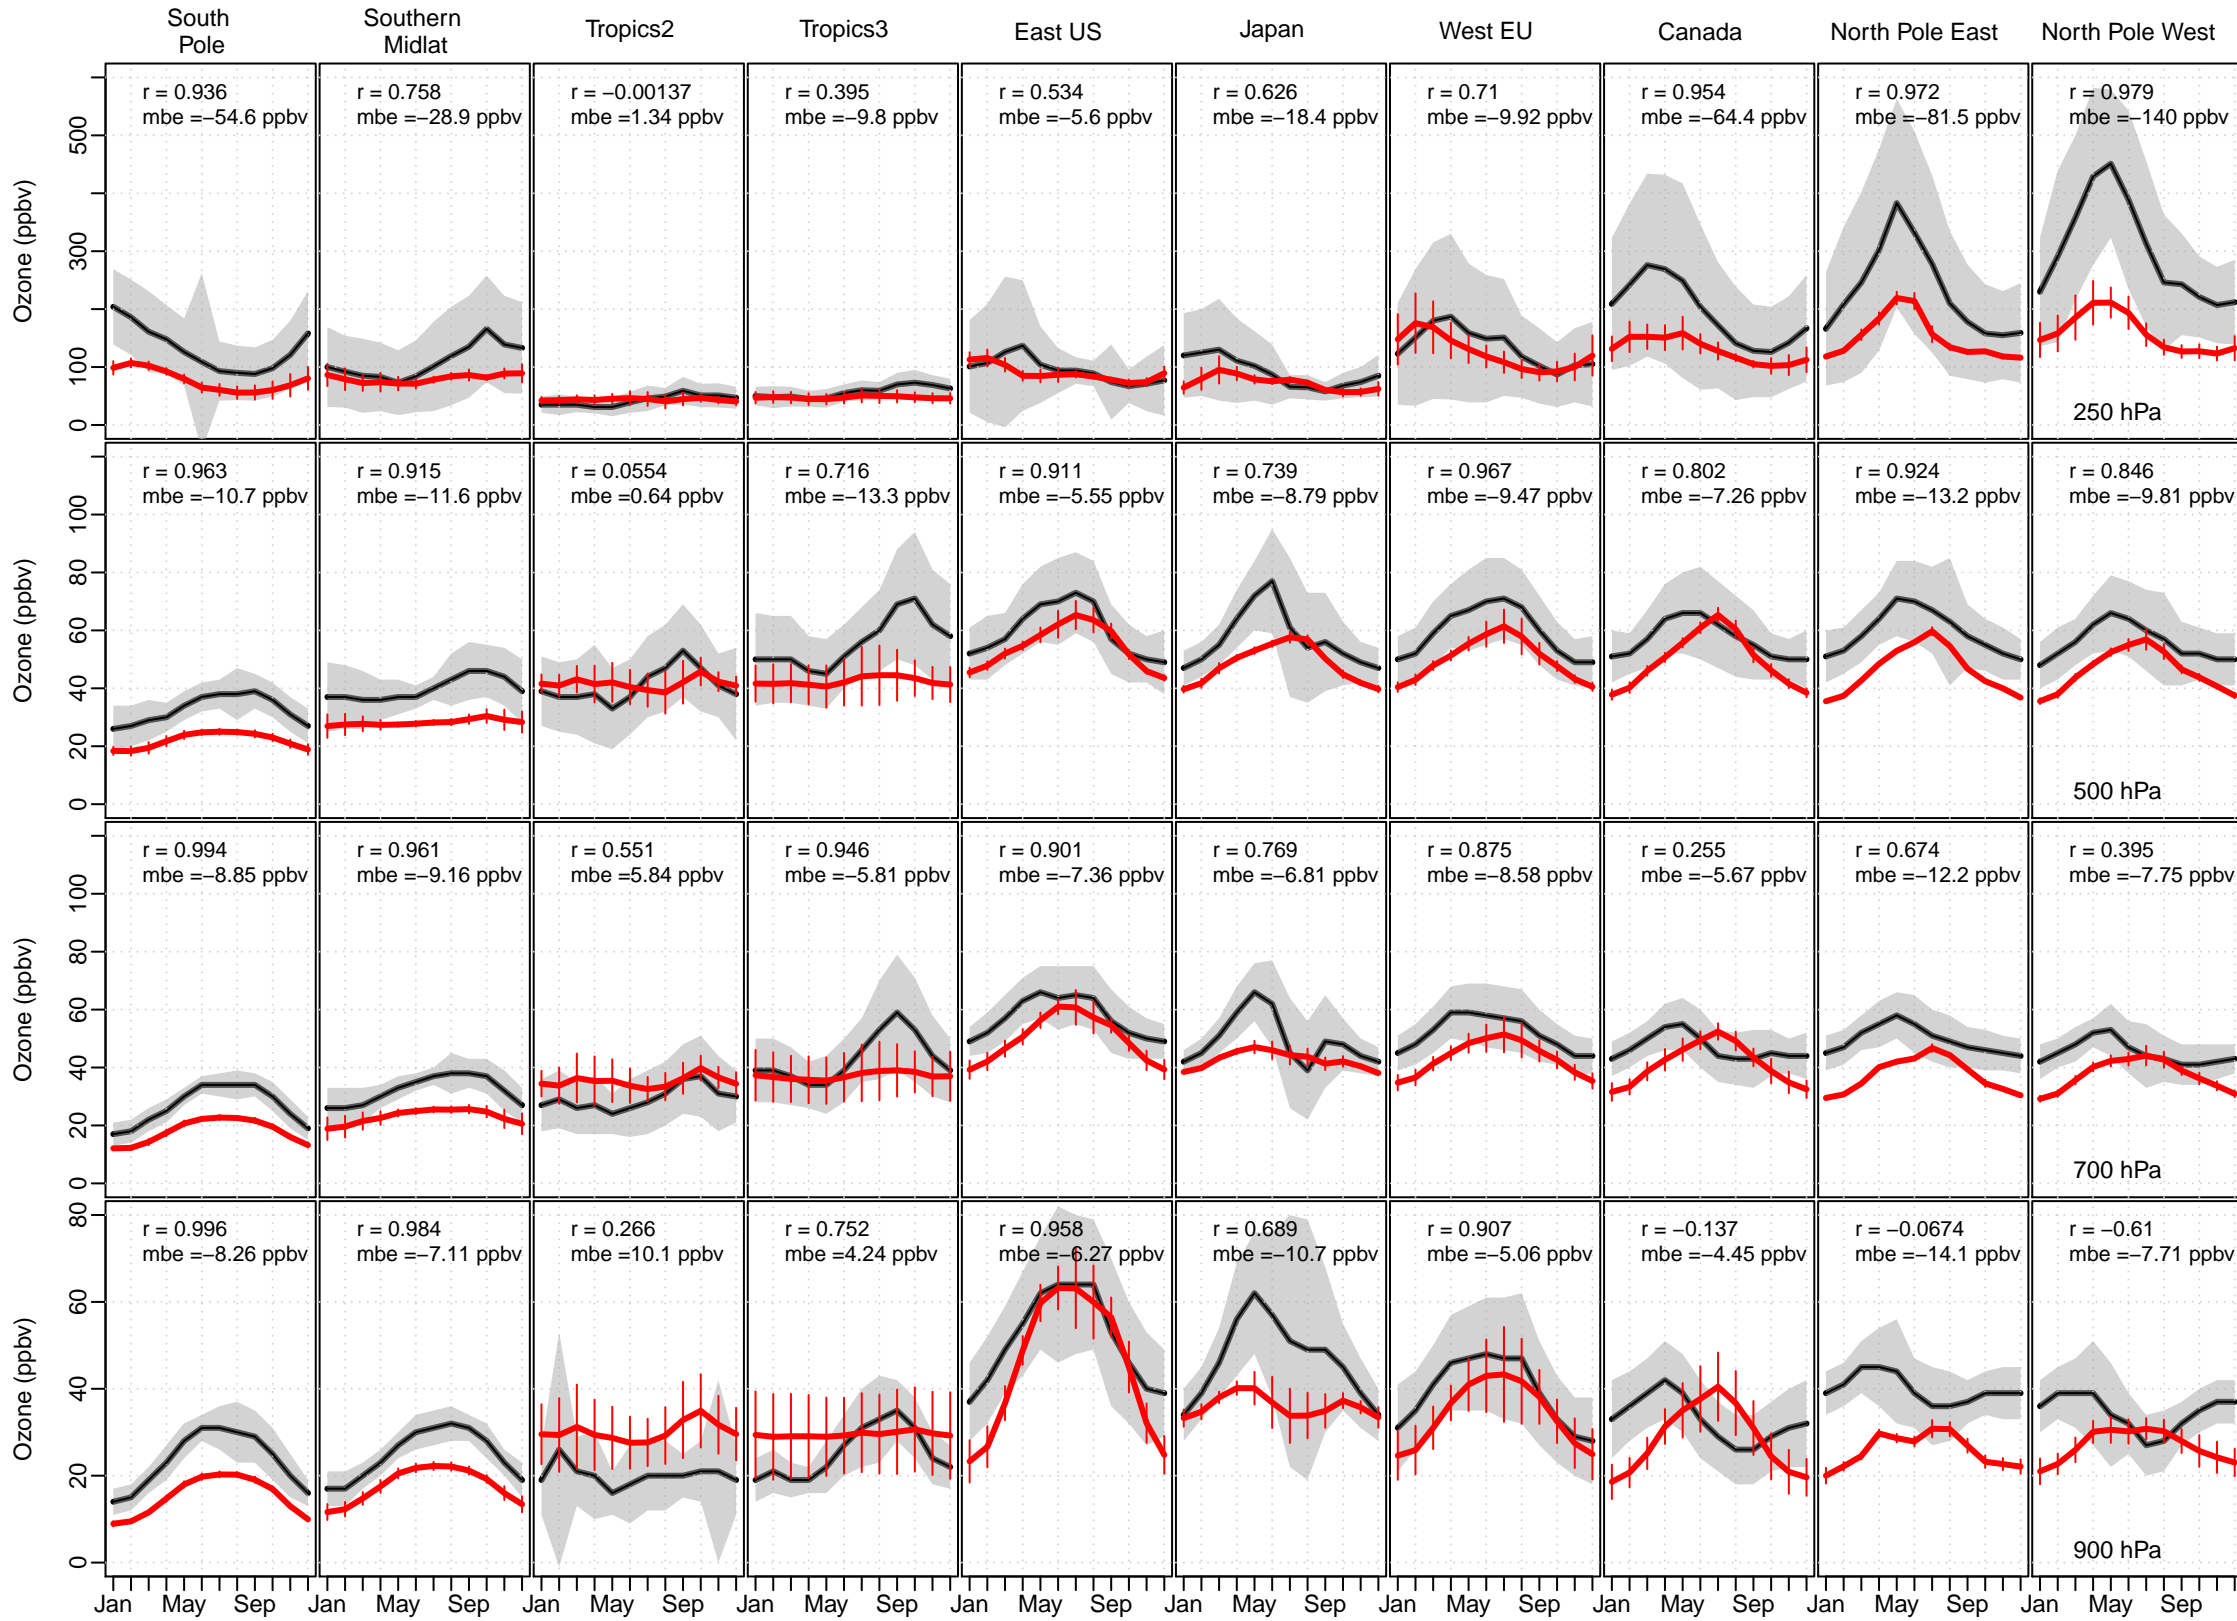 South Pole
Southern Midlat
Tropics2
Tropics3
East US
Japan
West EU
Canada
North Pole East
North Pole West
Ozone (ppbv)
0 100 300 500
r = 0.936
mbe =−54.6 ppbv
r = 0.758
mbe =−28.9 ppbv
r = −0.00137
mbe =1.34 ppbv
r = 0.395
mbe =−9.8 ppbv
r = 0.534
mbe =−5.6 ppbv
r = 0.626
mbe =−18.4 ppbv
r = 0.71
mbe =−9.92 ppbv
r = 0.954
mbe =−64.4 ppbv
r = 0.972
mbe =−81.5 ppbv
r = 0.979
mbe =−140 ppbv
250 hPa
Ozone (ppbv)
0 20 40 60 80 100
r = 0.963
mbe =−10.7 ppbv
r = 0.915
mbe =−11.6 ppbv
r = 0.0554
mbe =0.64 ppbv
r = 0.716
mbe =−13.3 ppbv
r = 0.911
mbe =−5.55 ppbv
r = 0.739
mbe =−8.79 ppbv
r = 0.967
mbe =−9.47 ppbv
r = 0.802
mbe =−7.26 ppbv
r = 0.924
mbe =−13.2 ppbv
r = 0.846
mbe =−9.81 ppbv
500 hPa
Ozone (ppbv)
0 20 40 60 80 100
r = 0.994
mbe =−8.85 ppbv
r = 0.961
mbe =−9.16 ppbv
r = 0.551
mbe =5.84 ppbv
r = 0.946
mbe =−5.81 ppbv
r = 0.901
mbe =−7.36 ppbv
r = 0.769
mbe =−6.81 ppbv
r = 0.875
mbe =−8.58 ppbv
r = 0.255
mbe =−5.67 ppbv
r = 0.674
mbe =−12.2 ppbv
r = 0.395
mbe =−7.75 ppbv
700 hPa
Ozone (ppbv)
0 20 40 60 80
r = 0.996
mbe =−8.26 ppbv
r = 0.984
mbe =−7.11 ppbv
r = 0.266
mbe =10.1 ppbv
r = 0.752
mbe =4.24 ppbv
r = 0.958
mbe =−6.27 ppbv
r = 0.689
mbe =−10.7 ppbv
r = 0.907
mbe =−5.06 ppbv
r = −0.137
mbe =−4.45 ppbv
r = −0.0674
mbe =−14.1 ppbv
r = −0.61
mbe =−7.71 ppbv
900 hPa
Jan May Sep Jan May Sep Jan May Sep Jan May Sep Jan May Sep Jan May Sep Jan May Sep Jan May Sep Jan May Sep Jan May Sep